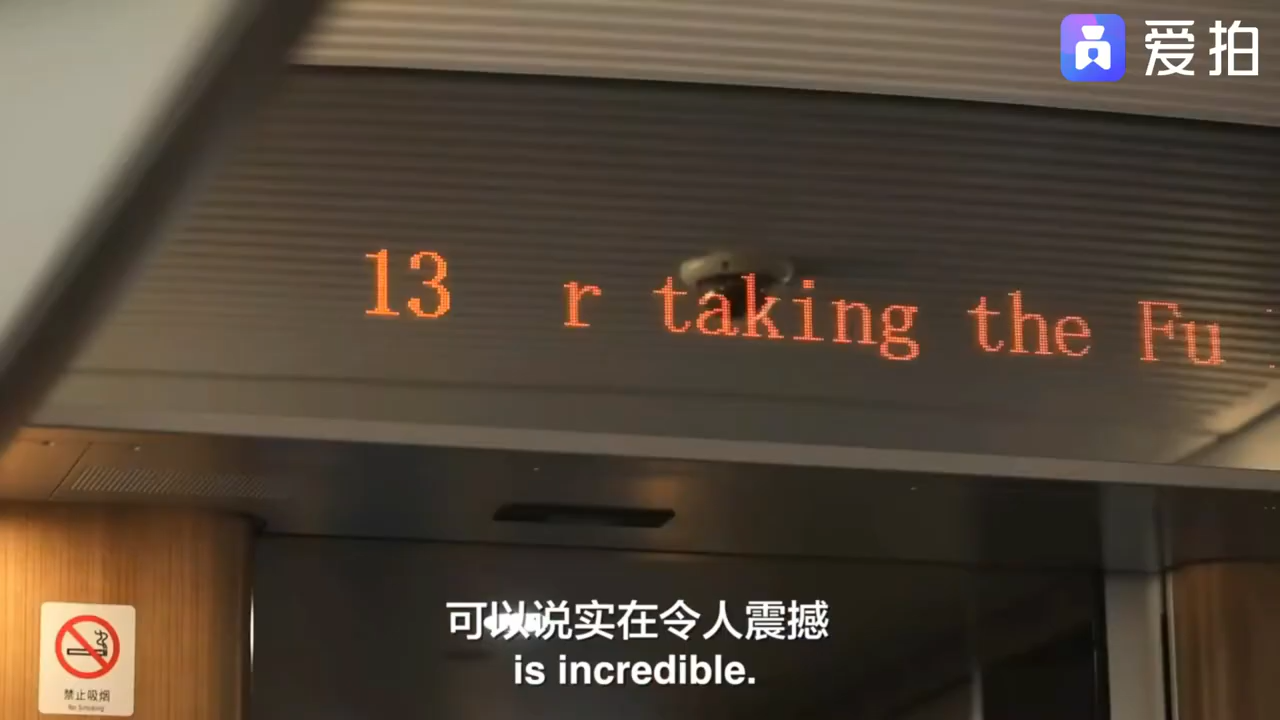 爱拍
13 r taking the Fu
禁止吸烟
No Smoking
可以说实在令人震撼
is incredible.